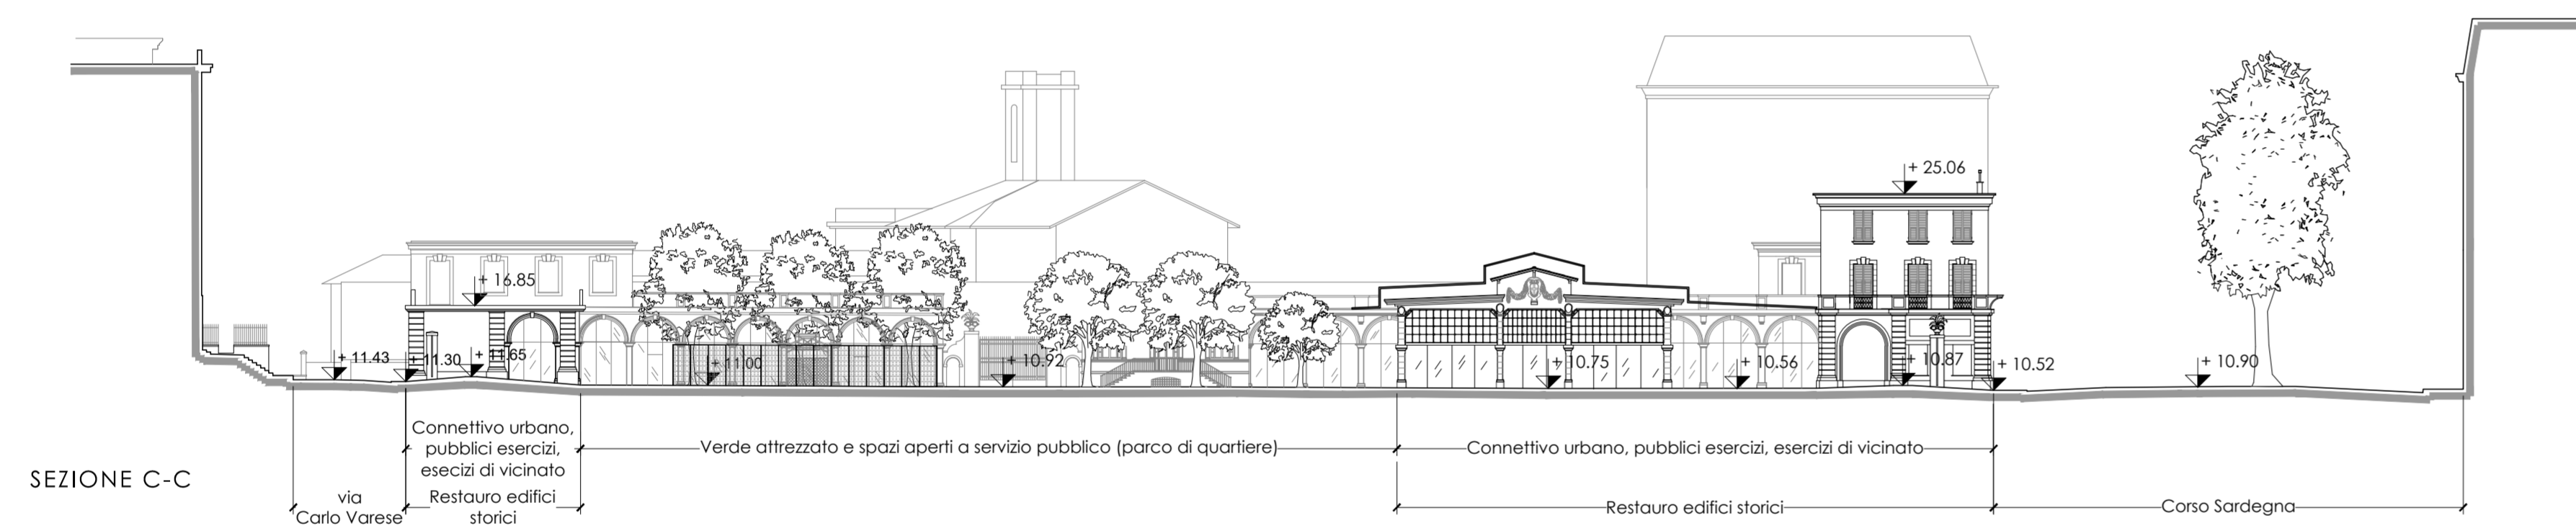 + 25.06
+ 16.85
+ 11.43
+ 11.30
+ 11.65
+ 11.00
+ 10.92
+ 10.75
+ 10.56
+ 10.87
+ 10.52
+ 10.90
Connettivo urbano,
pubblici esercizi,
esecizi di vicinato
Verde attrezzato e spazi aperti a servizio pubblico (parco di quartiere)
Connettivo urbano, pubblici esercizi, esercizi di vicinato
SEZIONE C-C
via
Carlo Varese
Restauro edifici
storici
Restauro edifici storici
Corso Sardegna